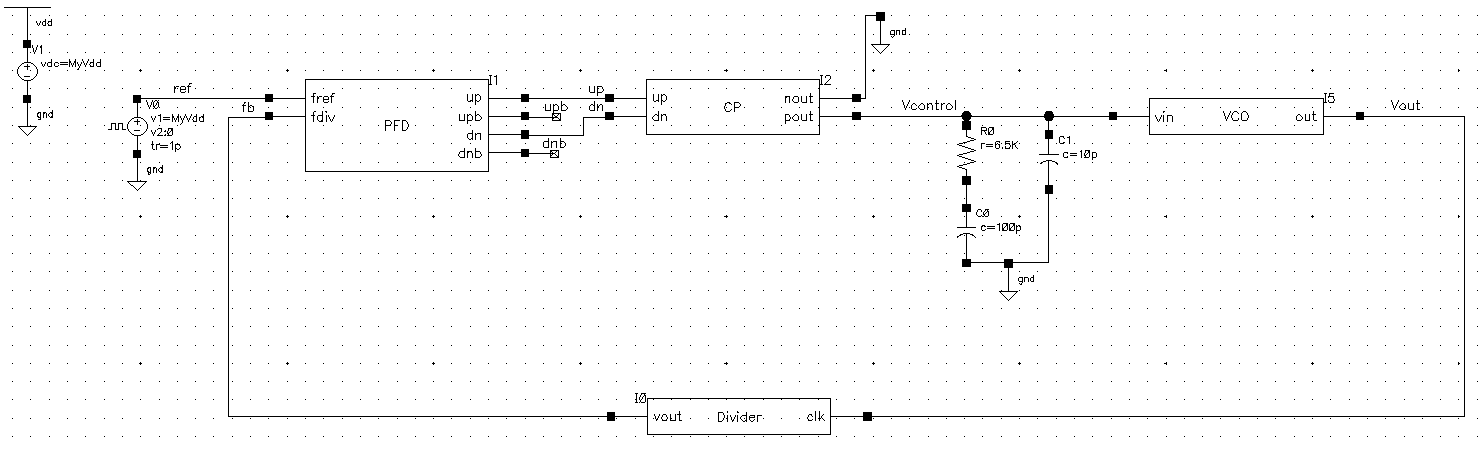 vdd
V1
vdc=MyVdd
gnd
ref
V0
v1=MyVdd
v2:0
tr=1p
gnd
fb
I1
fref
fdiv
PFD
up
upb
dn
dnb
up
upb
dn
dnb
I2
up
dn
CP
nout
pout
gnd
Vcontrol
R0
r=6.5K
C1
c=10p
C0
c=100p
gnd
I5
vin
VCO
out
Vout
I0
vout
Divider
clk